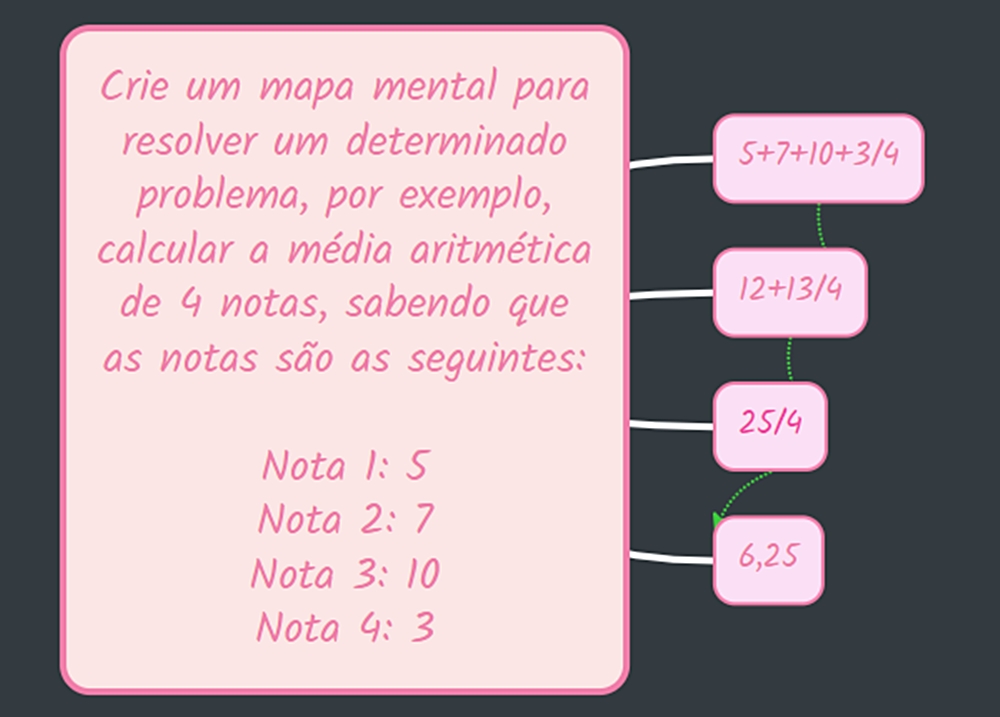 Crie um mapa mental para
resolver um determinado
problema, por exemplo,
calcular a média aritmética
de 4 notas, sabendo que
as notas são as seguintes:
Nota 1: 5
Nota 2: 7
Nota 3: 10
Nota 4: 3
5+7+10+3/4
12+13/4
25/4
6,25